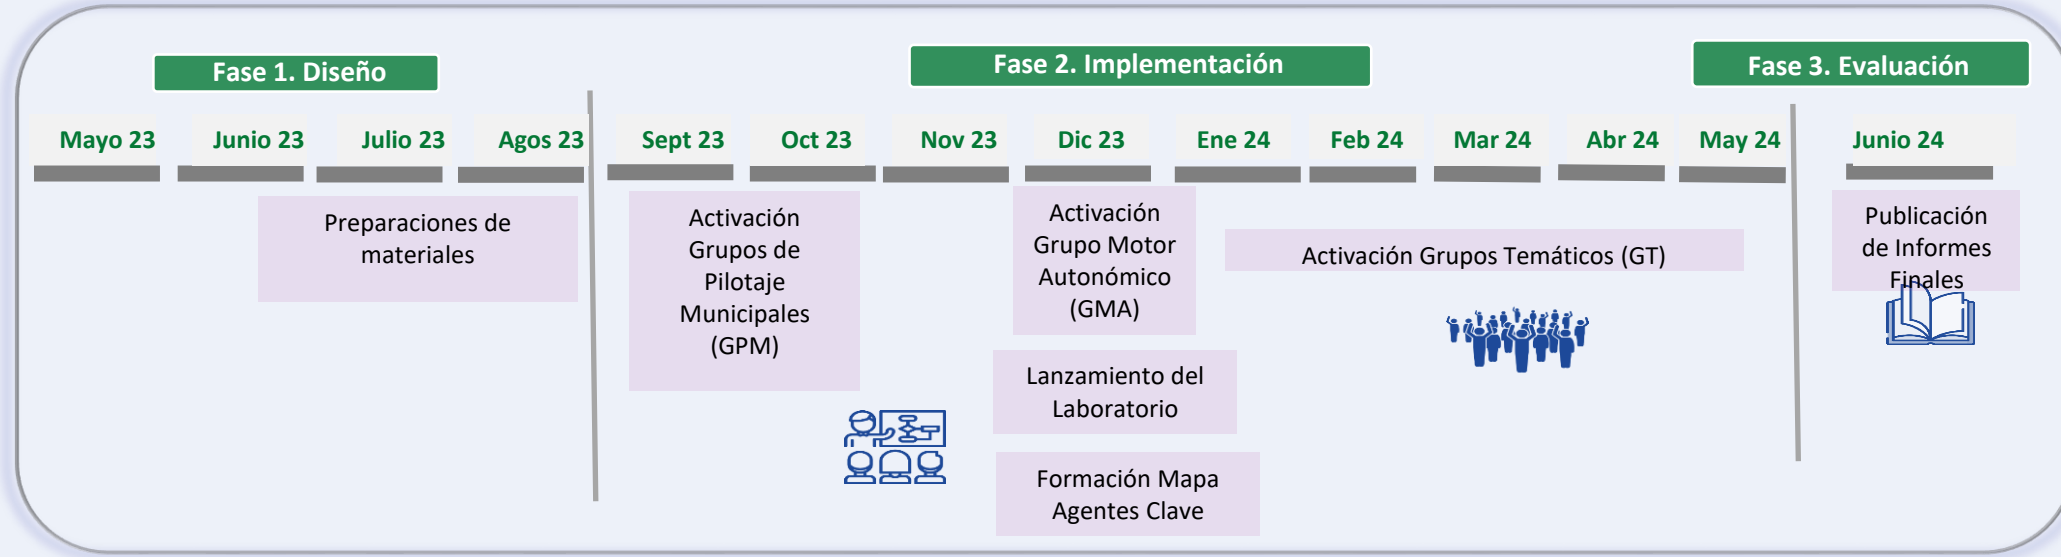 Fase 1. Diseño
Fase 2. Implementación
Fase 3. Evaluación
Mayo 23
Junio 23
Julio 23
Agos 23
Sept 23
Oct 23
Nov 23
Dic 23
Ene 24
Feb 24
Mar 24
Abr 24
May 24
Junio 24
Preparaciones de
materiales
Activación
Grupos de
Pilotaje
Municipales
(GPM)
Activación
Grupo Motor
Autonómico
(GMA)
Lanzamiento del
Laboratorio
Formación Mapa
Agentes Clave
Activación Grupos Temáticos (GT)
Publicación
de Informes
Finales